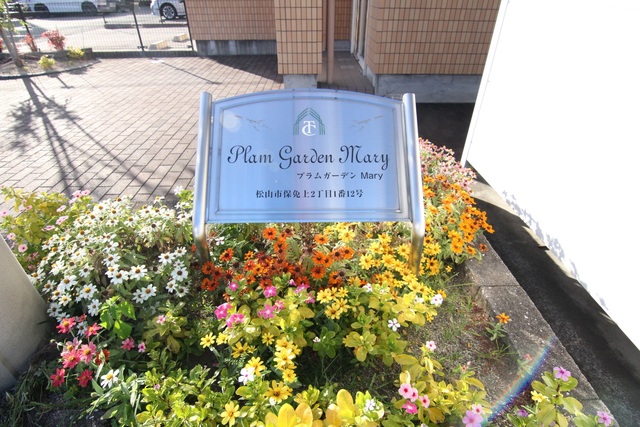 TC
Plam Garden Mary
プラムガーデン Mary
松山市保免上2丁目1番12号